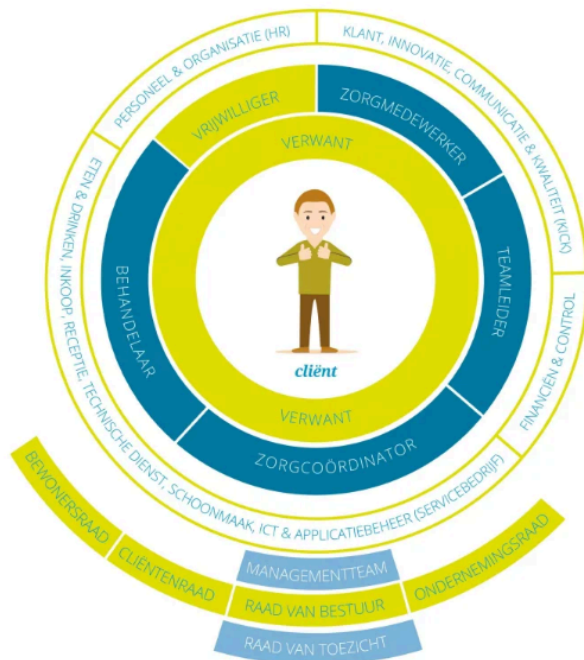 PERSONEEL & ORGANISATIE (HR)
KLANT, INNOVATIE, COMMUNICATIE & KWALITEIT (KICK)
VRIJWILLIGER
ZORGMEDEWERKER
VERWANT
ETEN & DRINKEN, INKOOP, RECEPTIE, TECHNISCHE DIENST, SCHOONMAAK, ICT & APPLICATIEBEHEER (SERVICEBEDRIJF)
BEHANDELAAR
TEAMLEIDER
FINANCIËN & CONTROL
cliënt
VERWANT
ZORGCOÖRDINATOR
BEWONERSRAAD
CLIËNTENRAAD
MANAGEMENTTEAM
ONDERNEMINGSRAAD
RAAD VAN BESTUUR
RAAD VAN TOEZICHT